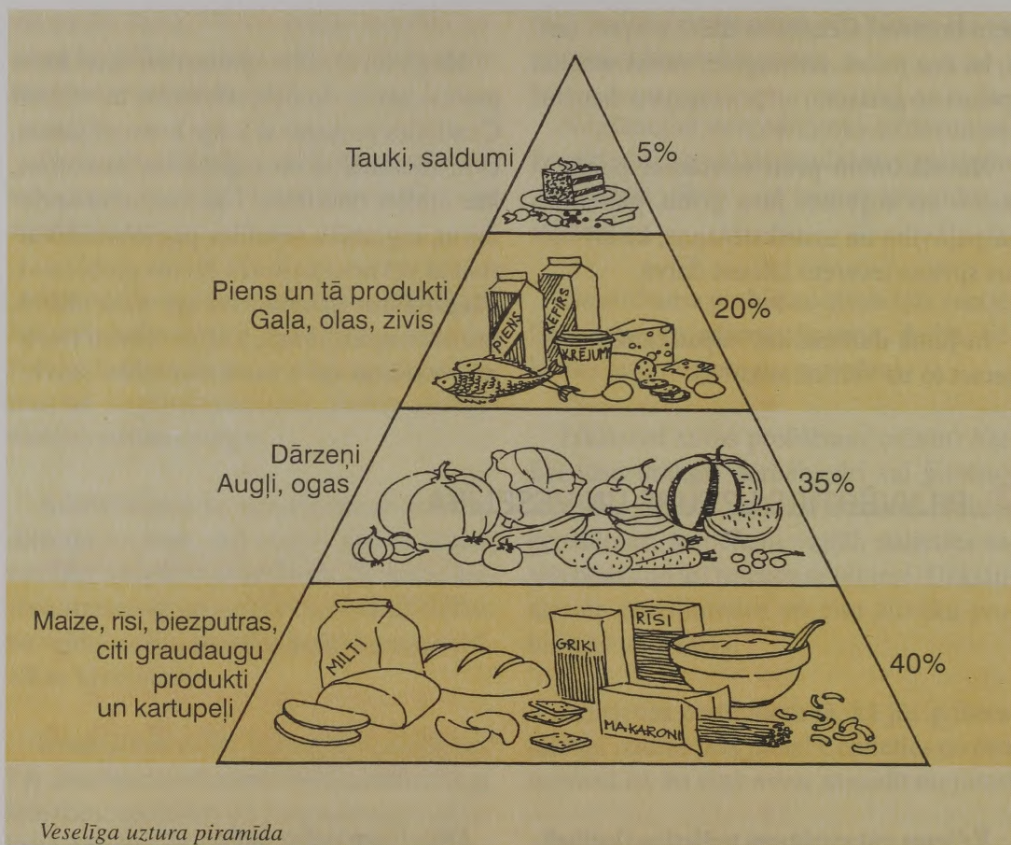 Tauki, saldumi
5%
Piens un tā produkti
Gaļa, olas, zivis
20%
PIENS
KEFĪRS
KRĒJUMS
Dārzeņi
Augļi, ogas
35%
Maize, rīsi, biezputras,
citi graudaugu
produkti
un kartupeļi
40%
MILTI
GRIĶI
RĪSI
MAKARONI
Veselīga uztura piramīda